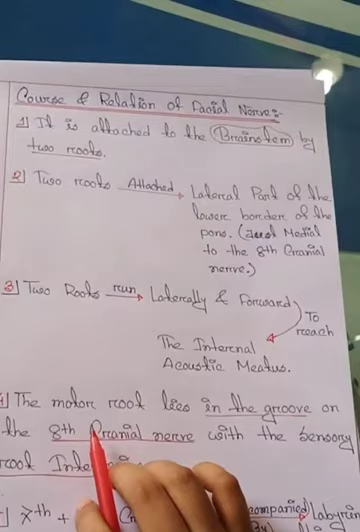 Course & Relation of Facial Nerve:-
1) It is attached to the Brainstem by
two roots.
2) Two roots Attached → Lateral Part of the
lower border of the
pons. (Just Medial
to the 8th Cranial
nerve.)
3) Two Roots run → Laterally & Forward
To
reach
The Internal
Acoustic Meatus.
4) The motor root lies in the groove on
the 8th Cranial nerve with the sensory
root
7th +
accompanied